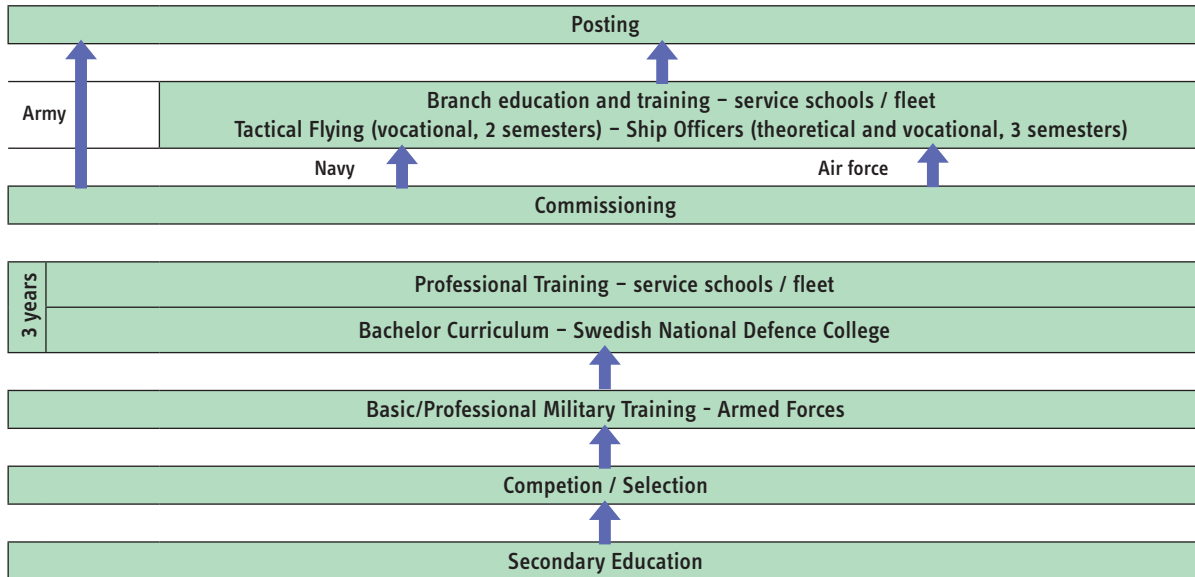 Posting
Army
Branch education and training – service schools / fleet
Tactical Flying (vocational, 2 semesters) – Ship Officers (theoretical and vocational, 3 semesters)
Navy
Air force
Commissioning
3 years
Professional Training – service schools / fleet
Bachelor Curriculum – Swedish National Defence College
Basic/Professional Military Training - Armed Forces
Competion / Selection
Secondary Education